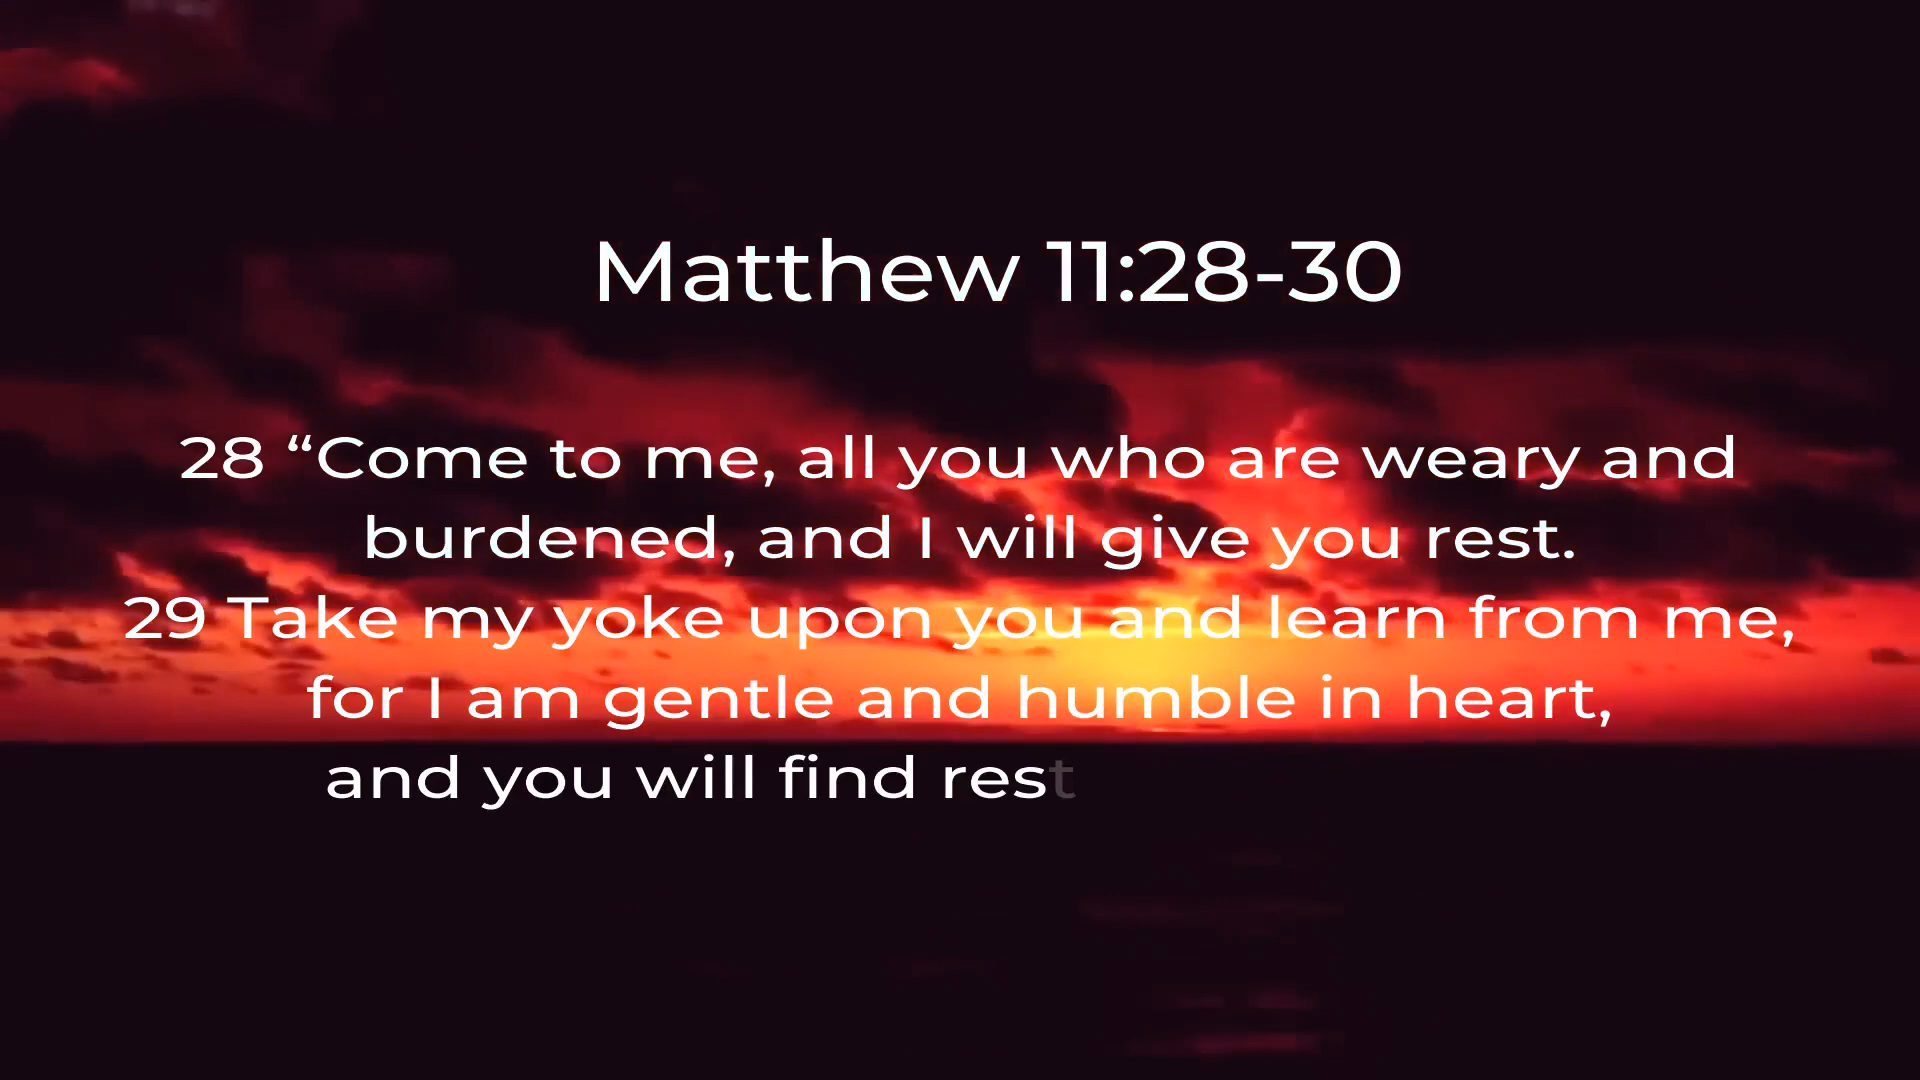 Matthew 11:28-30
28 “Come to me, all you who are weary and
burdened, and I will give you rest.
29 Take my yoke upon you and learn from me,
for I am gentle and humble in heart,
and you will find rest